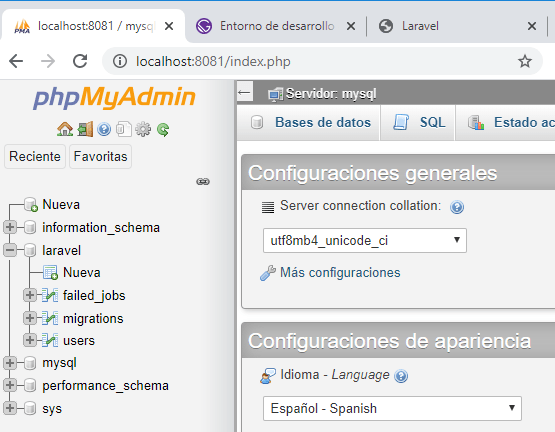 localhost:8081 / mysq
Entorno de desarrollo
Laravel
localhost:8081/index.php
phpMyAdmin
Reciente
Favoritas
Nueva
information_schema
laravel
Nueva
failed_jobs
migrations
users
mysql
performance_schema
sys
Servidor: mysql
Bases de datos
SQL
Estado ac
Configuraciones generales
Server connection collation:
utf8mb4_unicode_ci
Más configuraciones
Configuraciones de apariencia
Idioma - Language
Español - Spanish